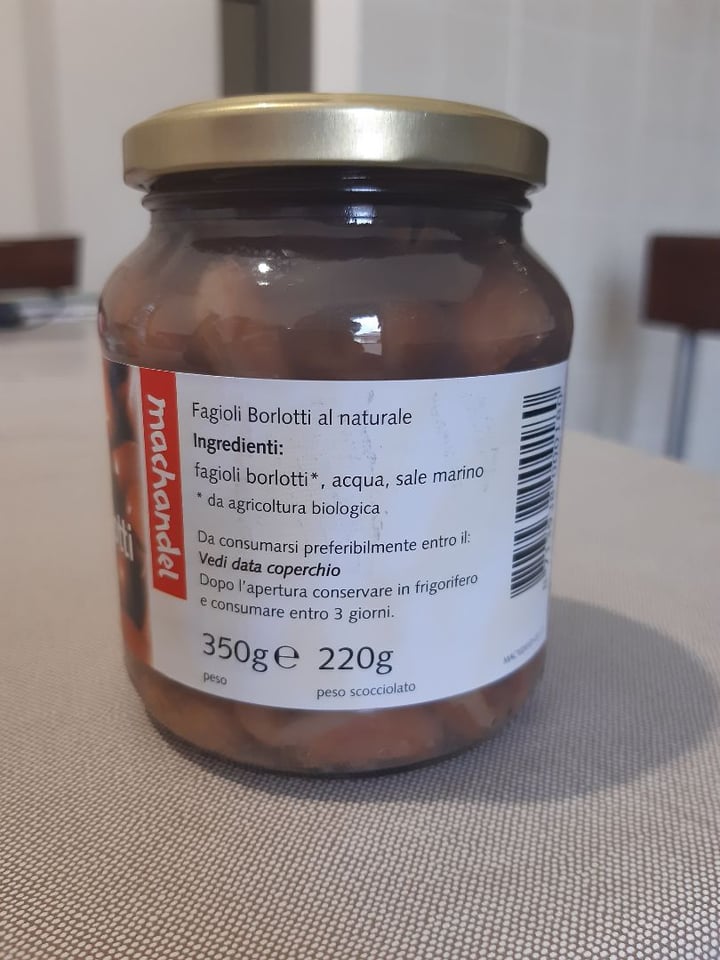 machandel
Fagioli Borlotti al naturale
Ingredienti:
fagioli borlotti*, acqua, sale marino
* da agricoltura biologica
Da consumarsi preferibilmente entro il:
Vedi data coperchio
Dopo l'apertura conservare in frigorifero
e consumare entro 3 giorni.
350g e 220g
peso
peso scocciolato